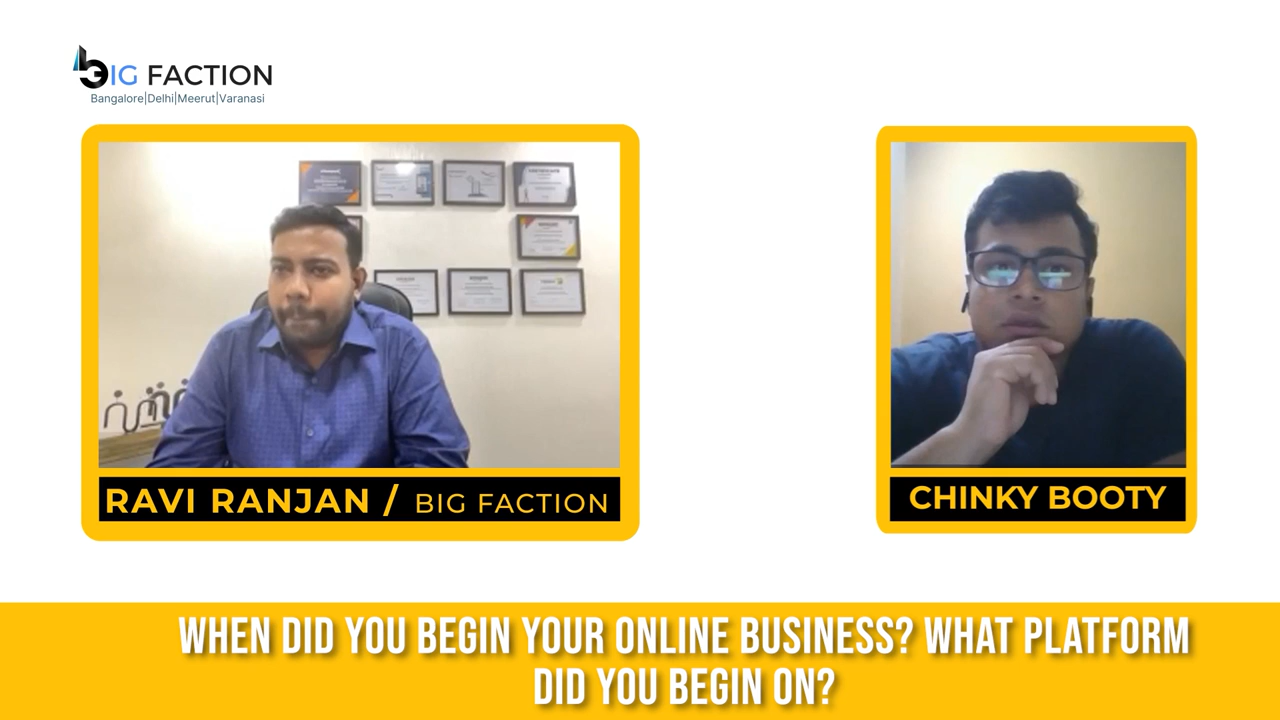 BIG FACTION
Bangalore|Delhi|Meerut|Varanasi
RAVI RANJAN / BIG FACTION
CHINKY BOOTY
WHEN DID YOU BEGIN YOUR ONLINE BUSINESS? WHAT PLATFORM
DID YOU BEGIN ON?